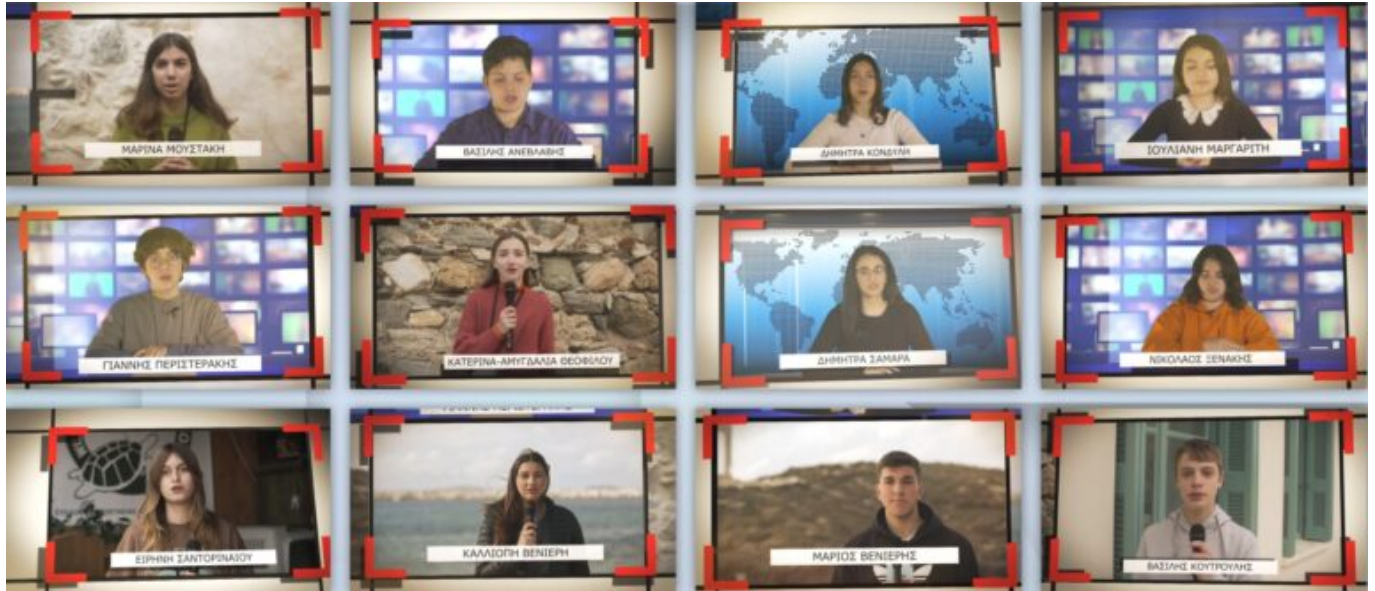 ΜΑΡΙΝΑ ΜΟΥΣΤΑΚΗ
ΒΑΣΙΛΗΣ ΑΝΕΒΛΑΒΗΣ
ΔΗΜΗΤΡΑ ΚΟΝΔΥΛΗ
ΙΟΥΛΙΑΝΗ ΜΑΡΓΑΡΙΤΗ
ΓΙΑΝΝΗΣ ΠΕΡΙΣΤΕΡΑΚΗΣ
ΚΑΤΕΡΙΝΑ-ΑΜΥΓΔΑΛΙΑ ΘΕΟΦΙΛΟΥ
ΔΗΜΗΤΡΑ ΣΑΜΑΡΑ
ΝΙΚΟΛΑΟΣ ΞΕΝΑΚΗΣ
ΕΙΡΗΝΗ ΣΑΝΤΟΡΙΝΑΙΟΥ
ΚΑΛΛΙΟΠΗ ΒΕΝΙΕΡΗ
ΜΑΡΙΟΣ ΒΕΝΙΕΡΗΣ
ΒΑΣΙΛΗΣ ΚΟΥΤΡΟΥΛΗΣ